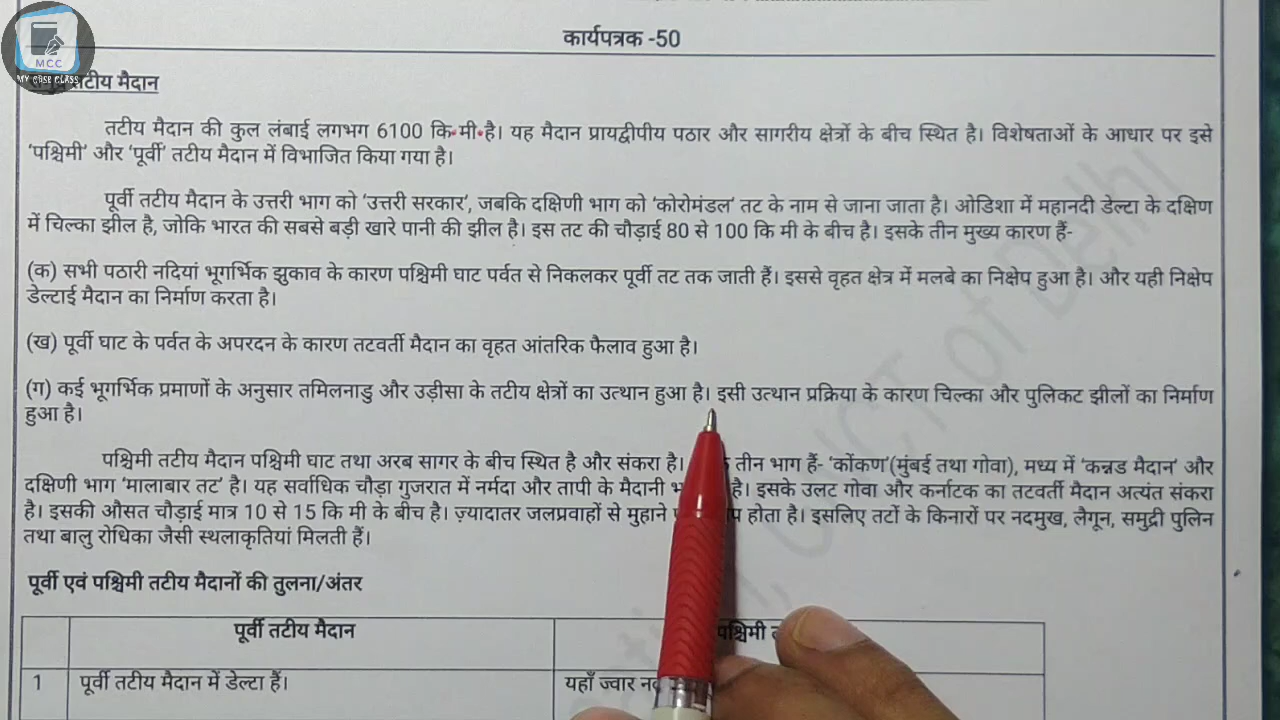 MCC
MY CBSE CLASS
कार्यपत्रक -50
तटीय मैदान
तटीय मैदान की कुल लंबाई लगभग 6100 कि॰मी॰है। यह मैदान प्रायद्वीपीय पठार और सागरीय क्षेत्रों के बीच स्थित है। विशेषताओं के आधार पर इसे
'पश्चिमी' और 'पूर्वी' तटीय मैदान में विभाजित किया गया है।
पूर्वी तटीय मैदान के उत्तरी भाग को 'उत्तरी सरकार', जबकि दक्षिणी भाग को 'कोरोमंडल' तट के नाम से जाना जाता है। ओडिशा में महानदी डेल्टा के दक्षिण
में चिल्का झील है, जोकि भारत की सबसे बड़ी खारे पानी की झील है। इस तट की चौड़ाई 80 से 100 कि मी के बीच है। इसके तीन मुख्य कारण हैं-
(क) सभी पठारी नदियां भूगर्भिक झुकाव के कारण पश्चिमी घाट पर्वत से निकलकर पूर्वी तट तक जाती हैं। इससे वृहत क्षेत्र में मलबे का निक्षेप हुआ है। और यही निक्षेप
डेल्टाई मैदान का निर्माण करता है।
(ख) पूर्वी घाट के पर्वत के अपरदन के कारण तटवर्ती मैदान का वृहत आंतरिक फैलाव हुआ है।
(ग) कई भूगर्भिक प्रमाणों के अनुसार तमिलनाडु और उड़ीसा के तटीय क्षेत्रों का उत्थान हुआ है। इसी उत्थान प्रक्रिया के कारण चिल्का और पुलिकट झीलों का निर्माण
हुआ है।
पश्चिमी तटीय मैदान पश्चिमी घाट तथा अरब सागर के बीच स्थित है और संकरा है। तीन भाग हैं- 'कोंकण'(मुंबई तथा गोवा), मध्य में 'कन्नड मैदान' और
दक्षिणी भाग 'मालाबार तट' है। यह सर्वाधिक चौड़ा गुजरात में नर्मदा और तापी के मैदानी है। इसके उलट गोवा और कर्नाटक का तटवर्ती मैदान अत्यंत संकरा
है। इसकी औसत चौड़ाई मात्र 10 से 15 कि मी के बीच है। ज़्यादातर जलप्रवाहों से मुहाने होता है। इसलिए तटों के किनारों पर नदमुख, लैगून, समुद्री पुलिन
तथा बालु रोधिका जैसी स्थलाकृतियां मिलती हैं।
पूर्वी एवं पश्चिमी तटीय मैदानों की तुलना/अंतर
पूर्वी तटीय मैदान पश्चिमी
1 पूर्वी तटीय मैदान में डेल्टा हैं। यहाँ ज्वार